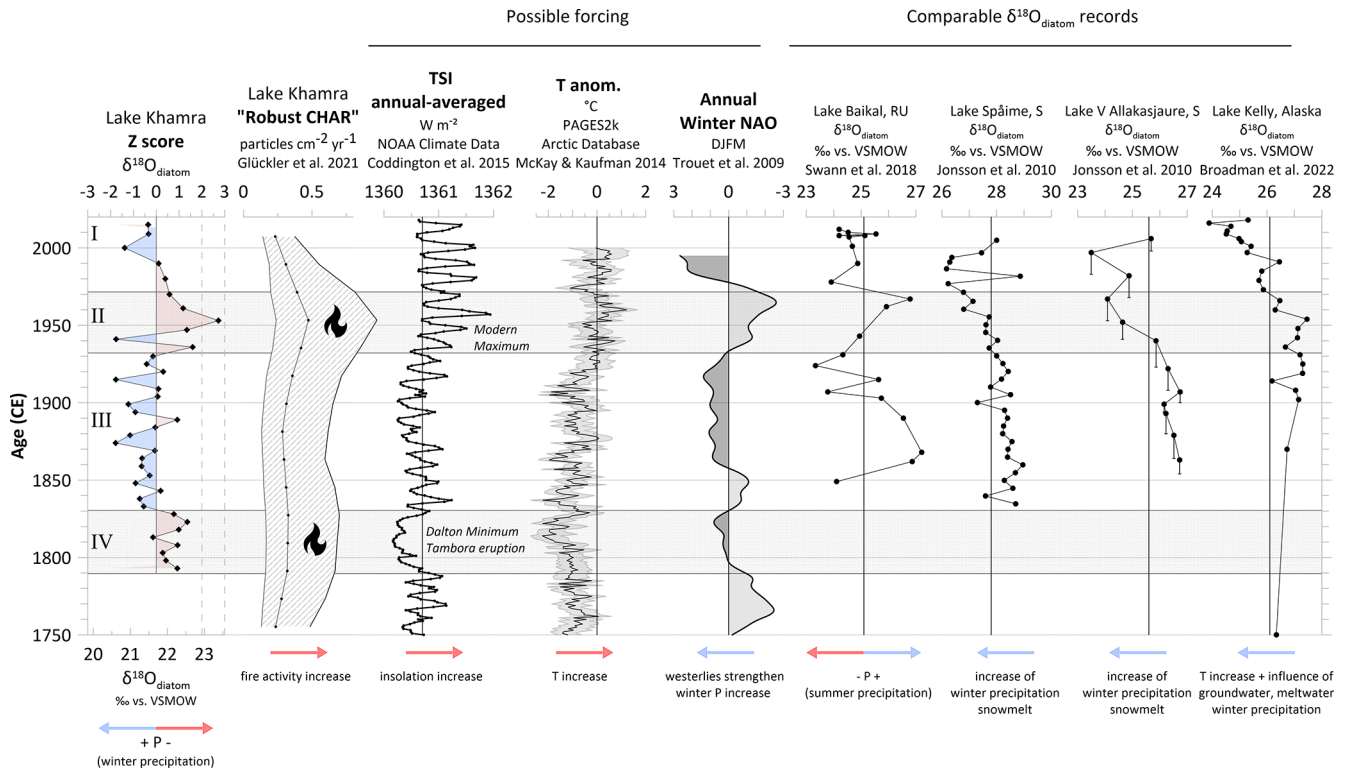 Possible forcing
Comparable δ18Odiatom records
Lake Khamra
Z score
δ18Odiatom
Lake Khamra
"Robust CHAR"
particles cm-2 yr-1
Glückler et al. 2021
TSI
annual-averaged
W m-2
NOAA Climate Data
Coddington et al. 2015
T anom.
°C
PAGES2k
Arctic Database
McKay & Kaufman 2014
Annual
Winter NAO
DJFM
Trouet et al. 2009
Lake Baikal, RU
δ18Odiatom
‰ vs. VSMOW
Swann et al. 2018
Lake Spåime, S
δ18Odiatom
‰ vs. VSMOW
Jonsson et al. 2010
Lake V Allakasjaure, S
δ18Odiatom
‰ vs. VSMOW
Jonsson et al. 2010
Lake Kelly, Alaska
δ18Odiatom
‰ vs. VSMOW
Broadman et al. 2022
-3 -2 -1 0 1 2 3
0 0.5
1360 1361 1362
-2 0 2
3 0 -3
22 23 25 27
26 28 30
23 25 27
24 26 28
Age (CE)
2000
1950
1900
1850
1800
1750
I
II
III
IV
Modern
Maximum
Dalton Minimum
Tambora eruption
20 21 22 23
δ18Odiatom
‰ vs. VSMOW
+ P -
(winter precipitation)
fire activity increase
insolation increase
T increase
westerlies strengthen
winter P increase
- P +
(summer precipitation)
increase of
winter precipitation
snowmelt
increase of
winter precipitation
snowmelt
T increase + influence of
groundwater, meltwater
winter precipitation